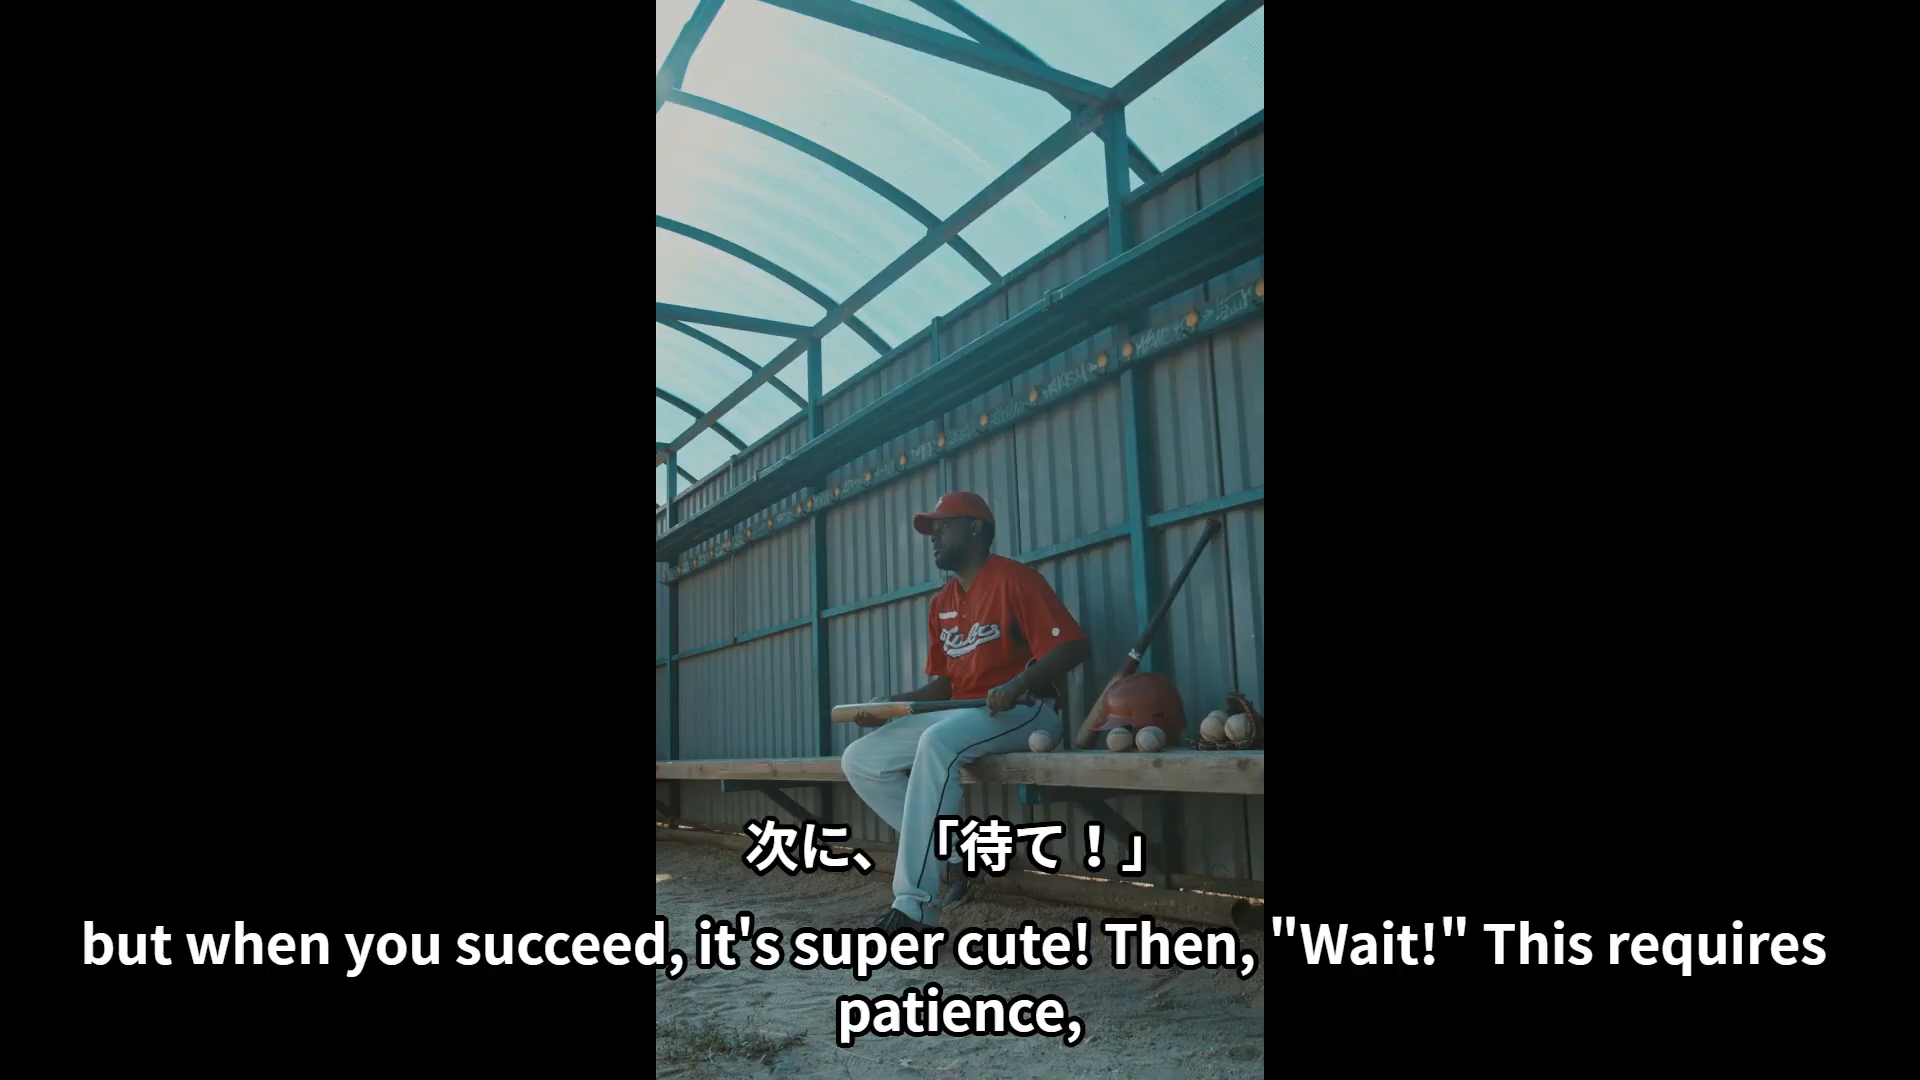 次に、「待て！」
but when you succeed, it's super cute! Then, "Wait!" This requires
patience,